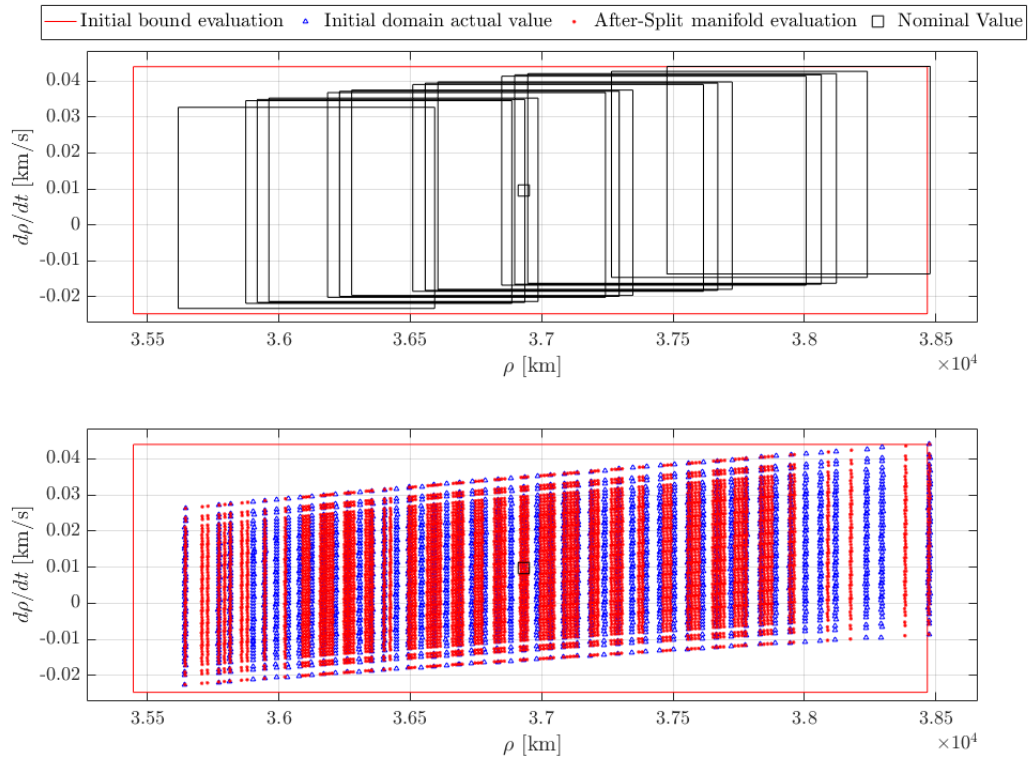 Initial bound evaluation Initial domain actual value After-Split manifold evaluation Nominal Value
0.04
0.03
0.02
0.01
0
-0.01
-0.02
dρ/dt [km/s]
3.55 3.6 3.65 3.7 3.75 3.8 3.85
ρ [km]
×10⁴
0.04
0.03
0.02
0.01
0
-0.01
-0.02
dρ/dt [km/s]
3.55 3.6 3.65 3.7 3.75 3.8 3.85
ρ [km]
×10⁴